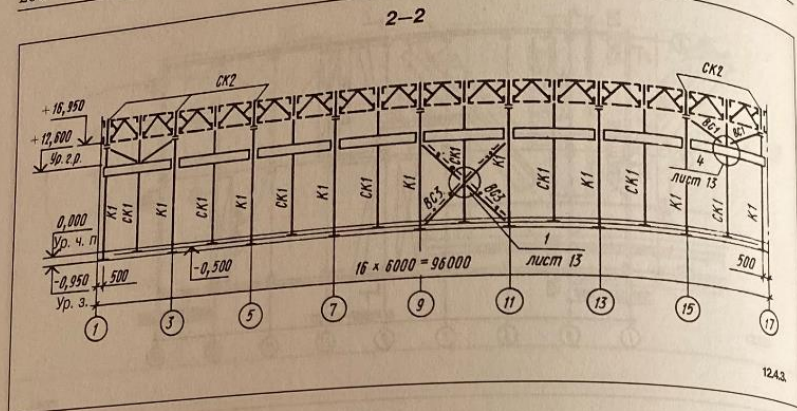 2–2
СК2
СК2
+16,950
+12,600
Ур. г.р.
ВС1
ВС1
4
лист 13
К1
СК1
К1
СК1
К1
СК1
К1
СК1
К1
СК1
К1
СК1
К1
СК1
К1
СК1
К1
ВС3
ВС3
0,000
Ур. ч. п
-0,950
Ур. з.
500
-0,500
16 × 6000 = 96000
1
лист 13
500
1
3
5
7
9
11
13
15
17
12.4.3.